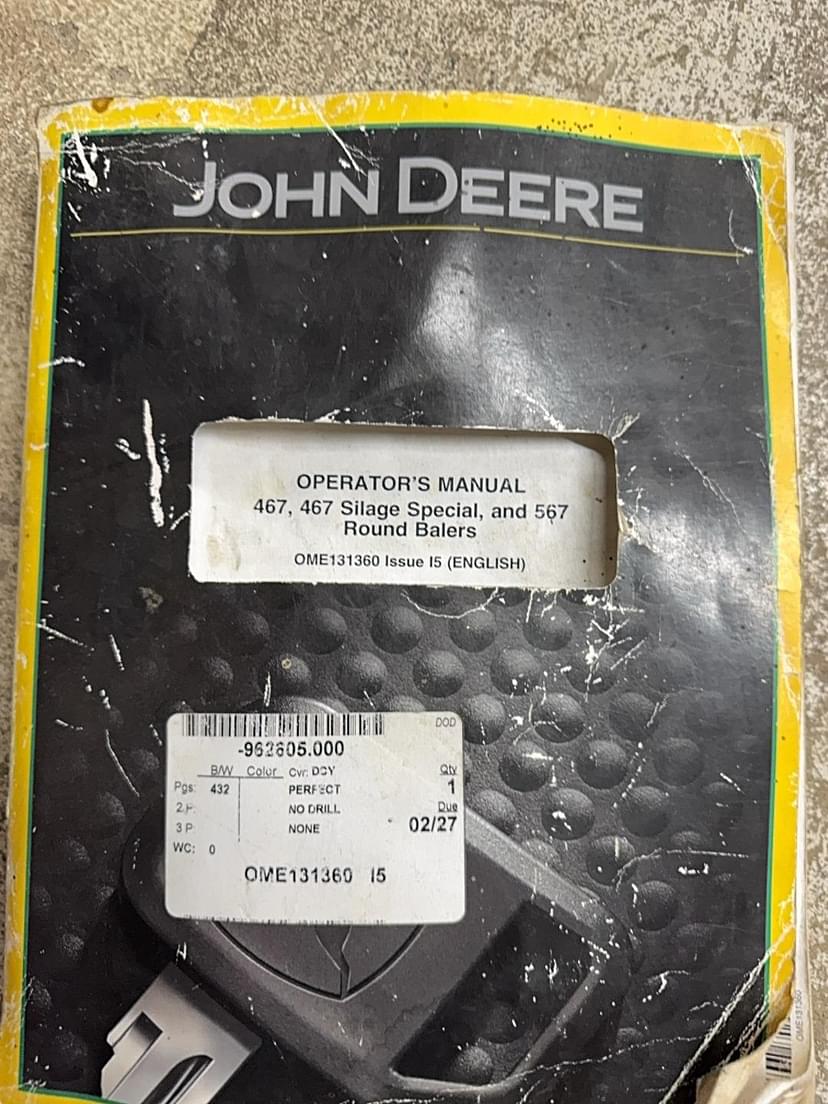 JOHN DEERE
OPERATOR'S MANUAL
467, 467 Silage Special, and 567
Round Balers
OME131360 Issue I5 (ENGLISH)
DOD
-962605.000
B/W Color Cvr: DSY Qty
Pgs: 432 PERFECT 1
2 P: NO DRILL Due
3 P NONE 02/27
WC: 0
OME131360 I5
OME131360